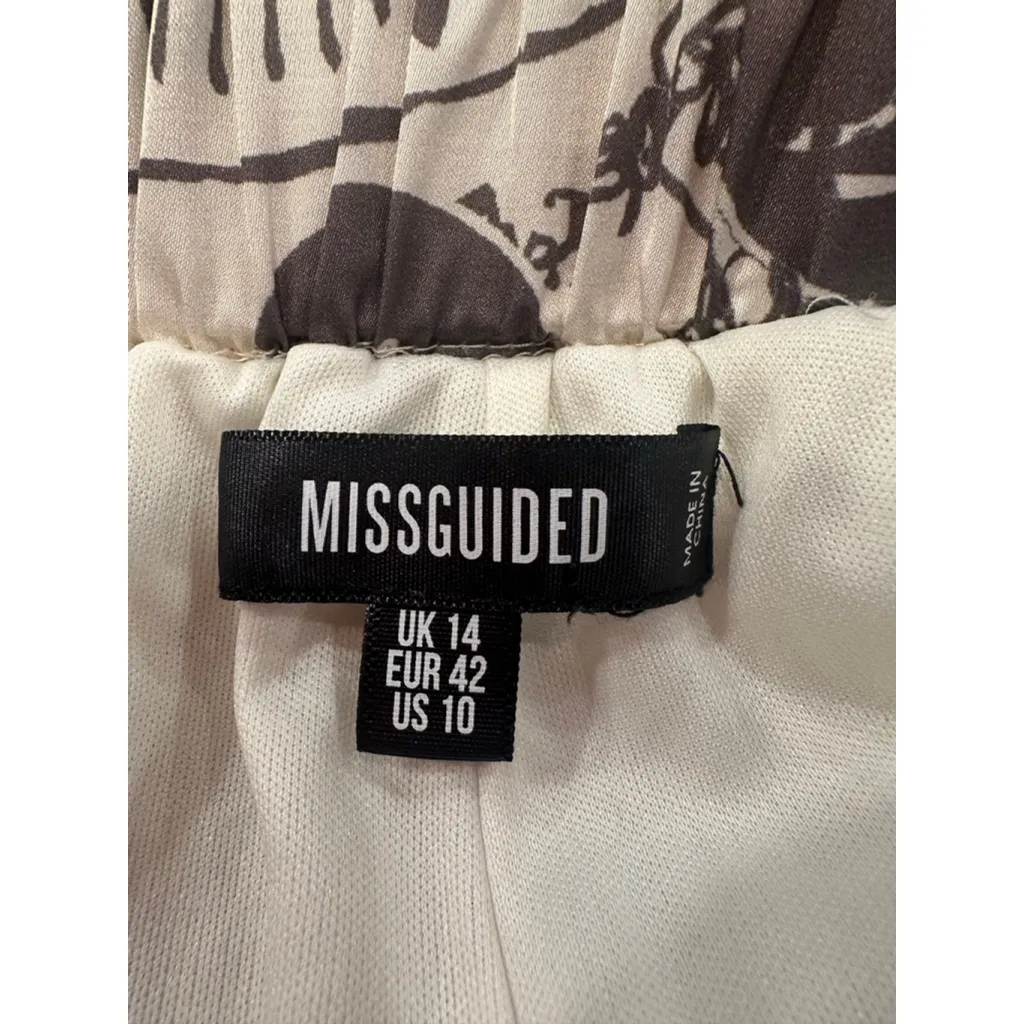 MISSGUIDED
MADE IN
CHINA
UK 14
EUR 42
US 10